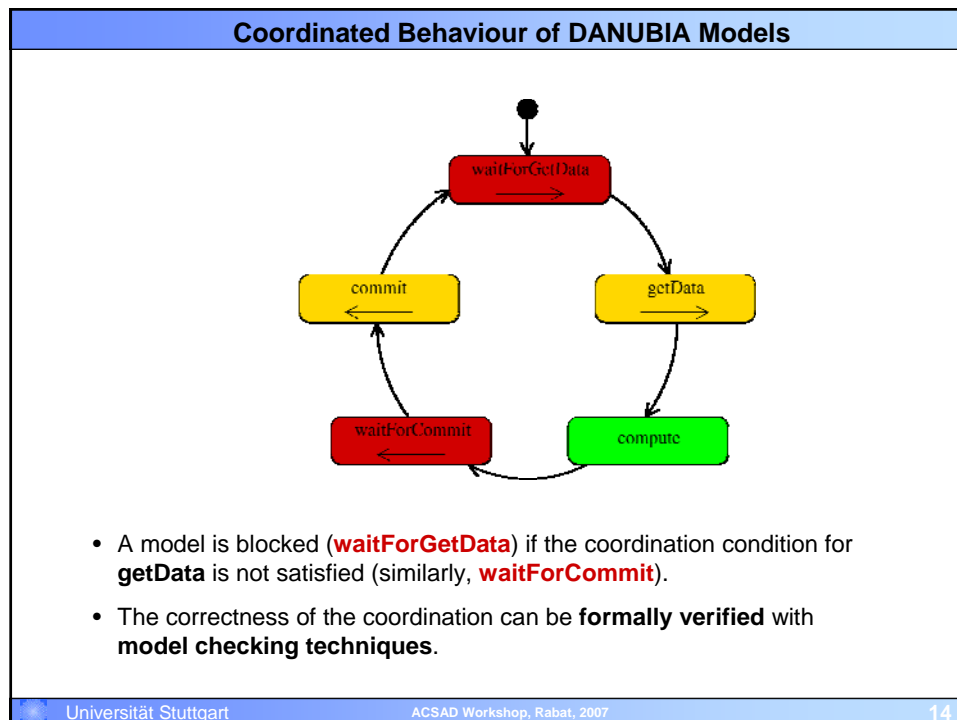 Coordinated Behaviour of DANUBIA Models
waitForGetData
commit
getData
waitForCommit
compute
• A model is blocked (waitForGetData) if the coordination condition for
getData is not satisfied (similarly, waitForCommit).
• The correctness of the coordination can be formally verified with
model checking techniques.
Universität Stuttgart
ACSAD Workshop, Rabat, 2007
14